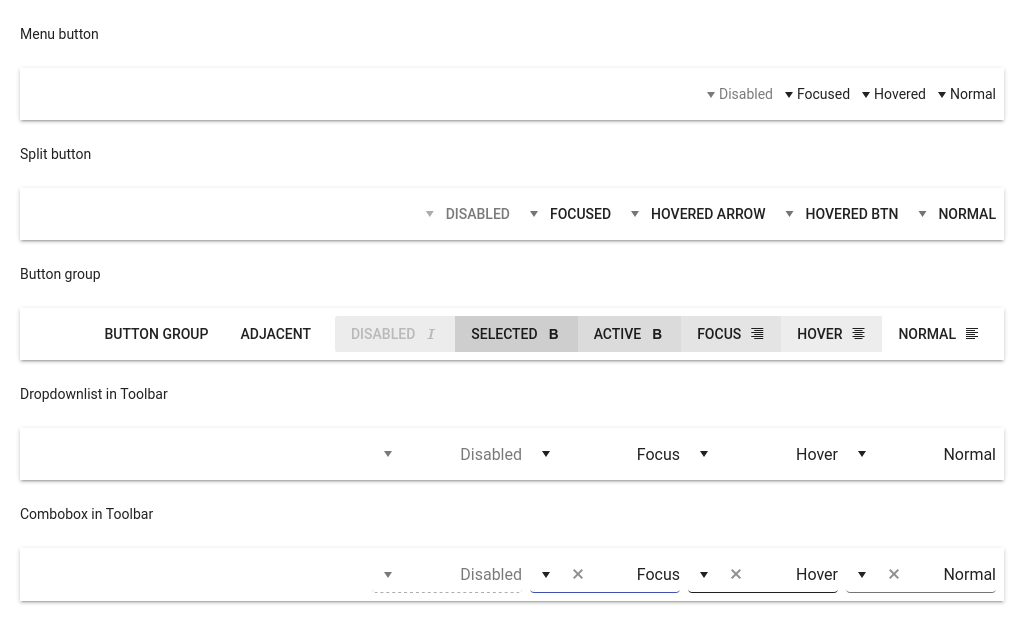 Menu button
Disabled Focused Hovered Normal
Split button
DISABLED FOCUSED HOVERED ARROW HOVERED BTN NORMAL
Button group
BUTTON GROUP ADJACENT DISABLED I SELECTED B ACTIVE B FOCUS HOVER NORMAL
Dropdownlist in Toolbar
Disabled Focus Hover Normal
Combobox in Toolbar
Disabled Focus Hover Normal